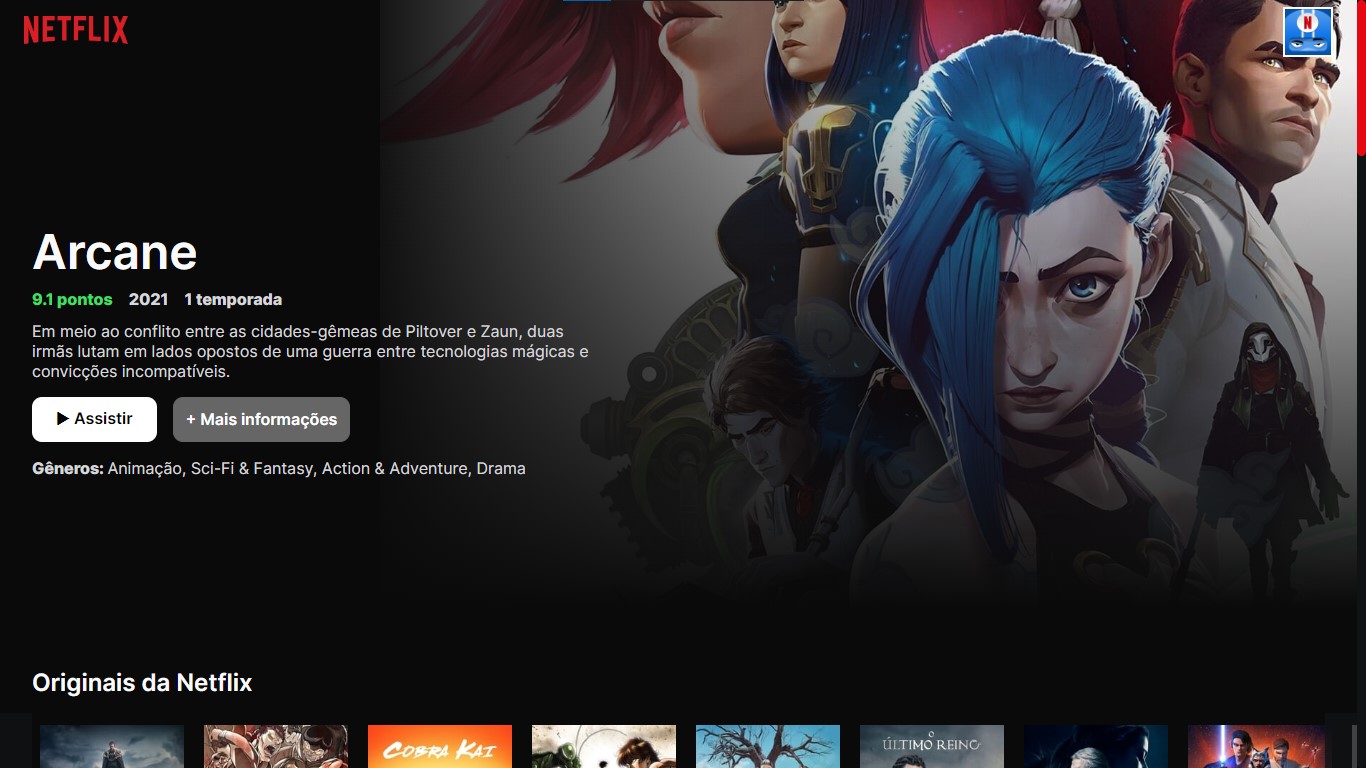 NETFLIX
N
Arcane
9.1 pontos 2021 1 temporada
Em meio ao conflito entre as cidades-gêmeas de Piltover e Zaun, duas
irmãs lutam em lados opostos de uma guerra entre tecnologias mágicas e
convicções incompatíveis.
▶ Assistir + Mais informações
Gêneros: Animação, Sci-Fi & Fantasy, Action & Adventure, Drama
Originais da Netflix
COBRA KAI
O ÚLTIMO REINO